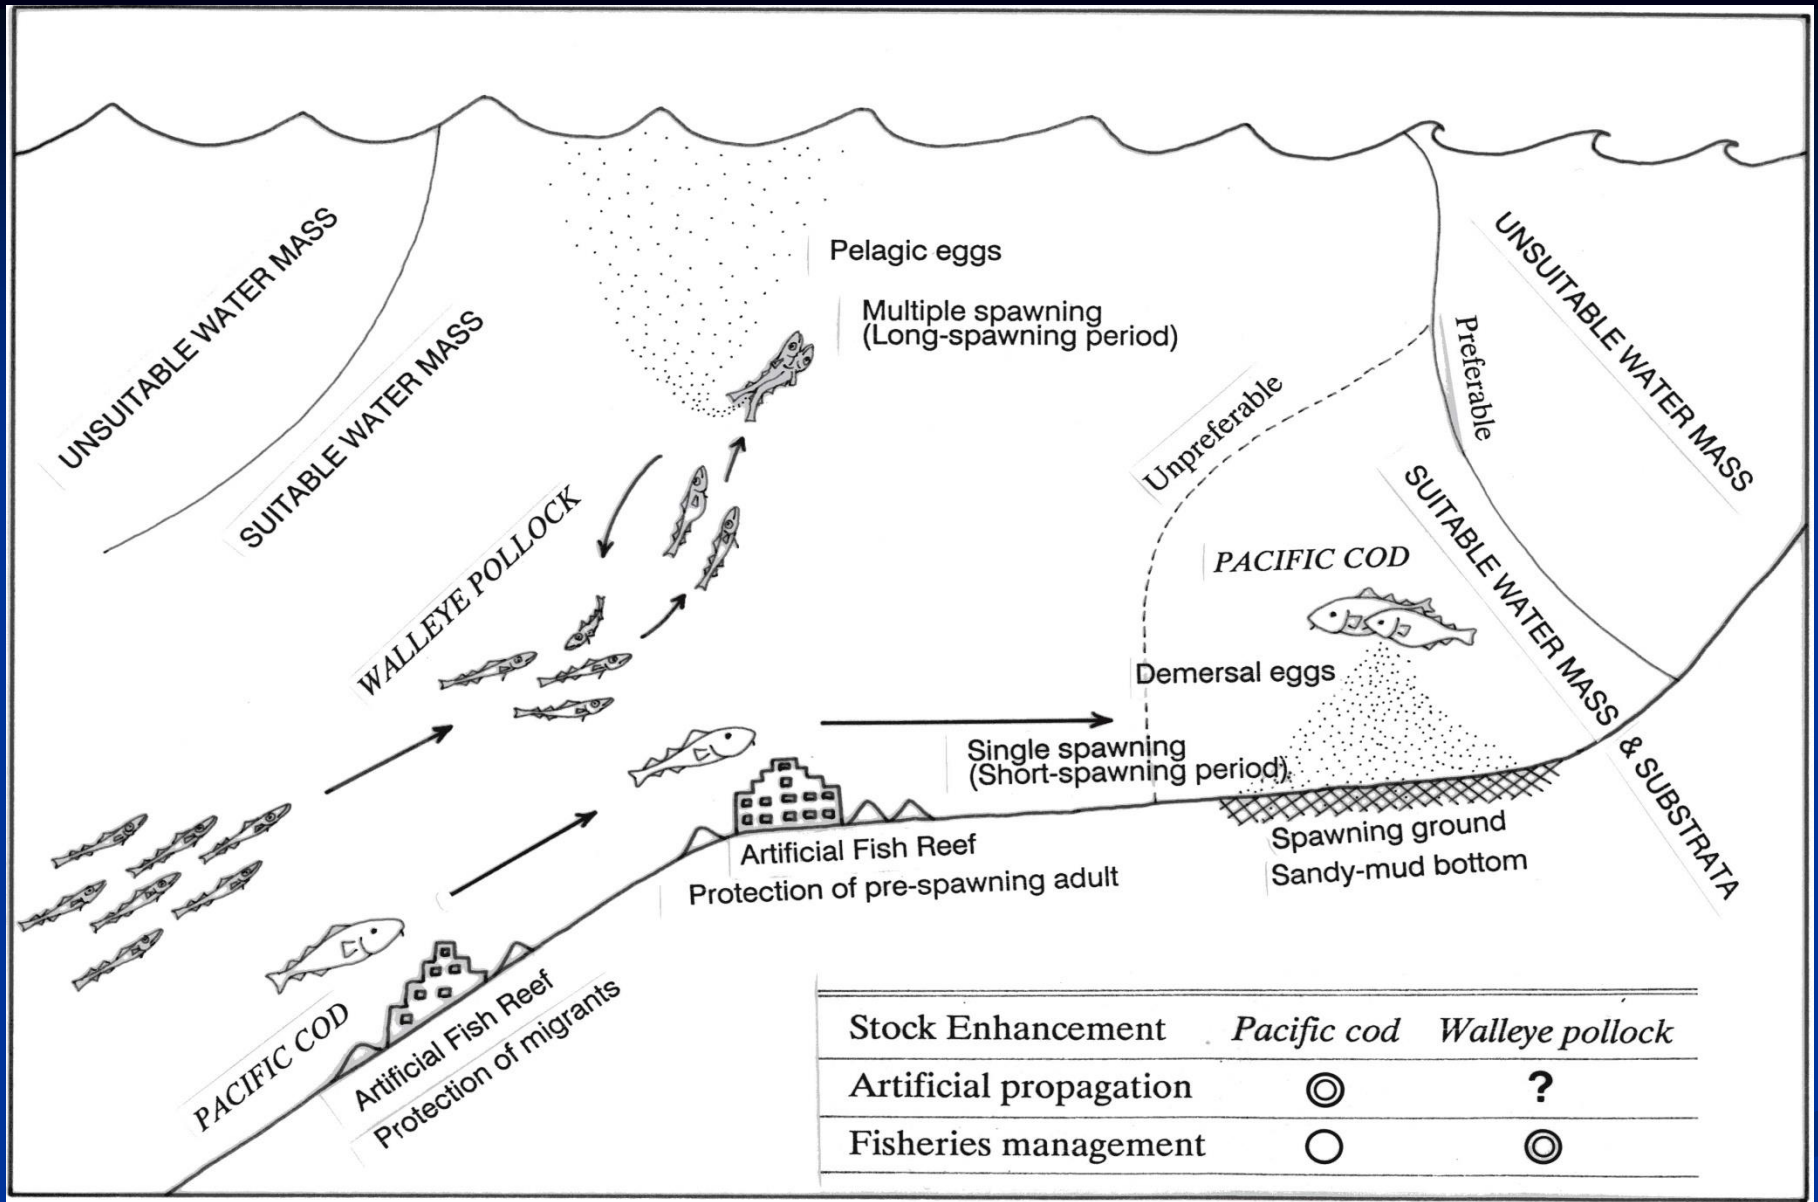 UNSUITABLE WATER MASS
SUITABLE WATER MASS
WALLEYE POLLOCK
Pelagic eggs
Multiple spawning
(Long-spawning period)
Unpreferable
Preferable
UNSUITABLE WATER MASS
SUITABLE WATER MASS & SUBSTRATA
PACIFIC COD
Demersal eggs
Single spawning
(Short-spawning period)
Spawning ground
Sandy-mud bottom
Artificial Fish Reef
Protection of pre-spawning adult
PACIFIC COD
Artificial Fish Reef
Protection of migrants
Stock Enhancement Pacific cod Walleye pollock
Artificial propagation ◎ ?
Fisheries management ○ ◎